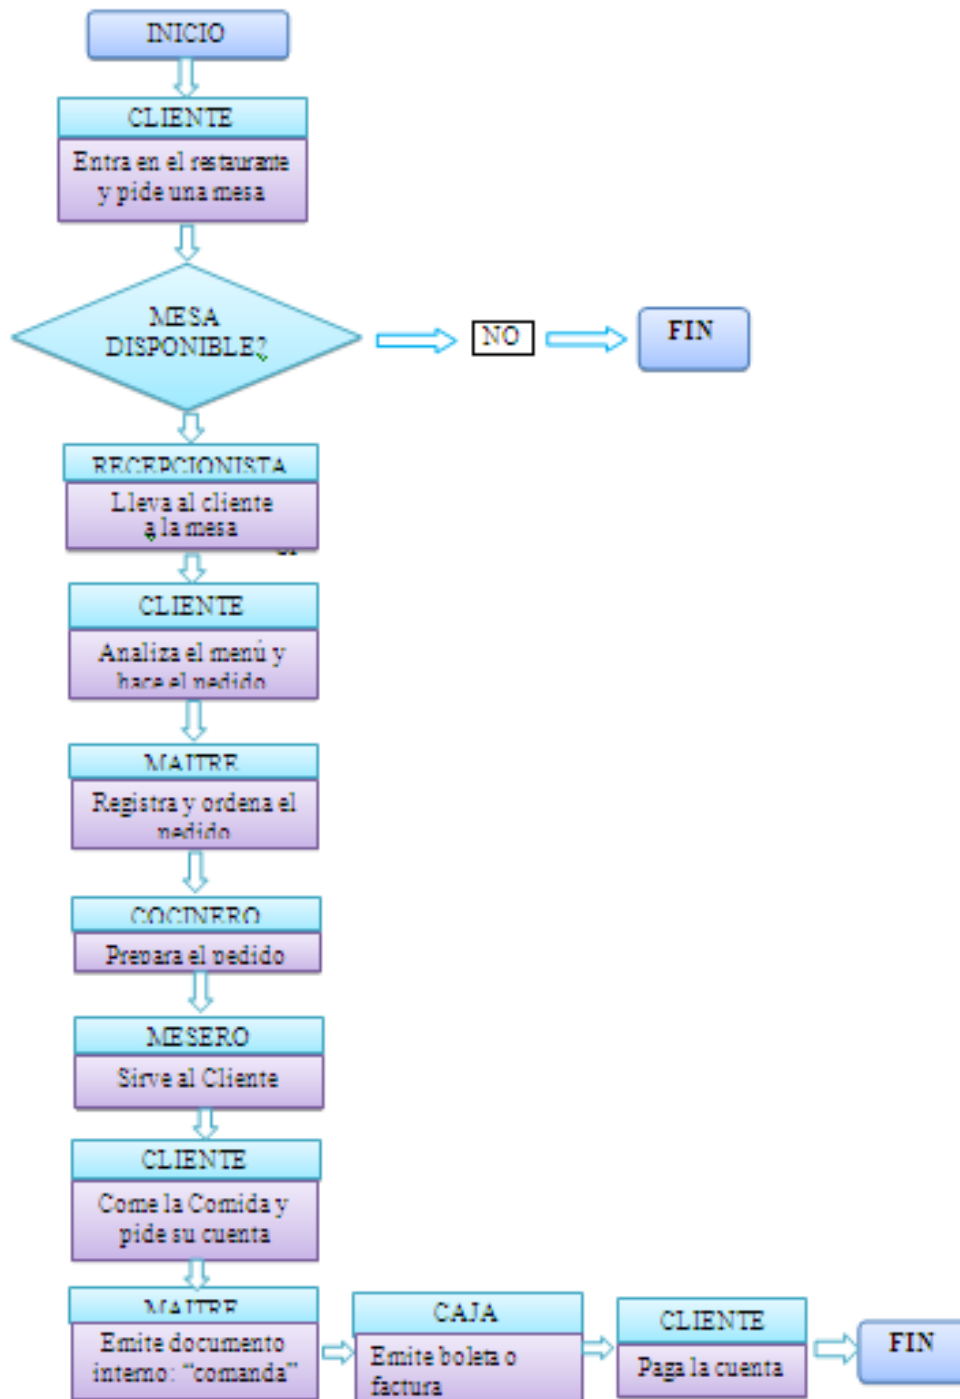 INICIO
CLIENTE
Entra en el restaurante
y pide una mesa
MESA
DISPONIBLE?
NO
FIN
RECEPCIONISTA
Lleva al cliente
a la mesa
CLIENTE
Analiza el menú y
hace el pedido
MAITRE
Registra y ordena el
pedido
COCINERO
Prepara el pedido
MESERO
Sirve al Cliente
CLIENTE
Come la Comida y
pide su cuenta
MAITRE
Emite documento
interno: "comanda"
CAJA
Emite boleta o
factura
CLIENTE
Paga la cuenta
FIN